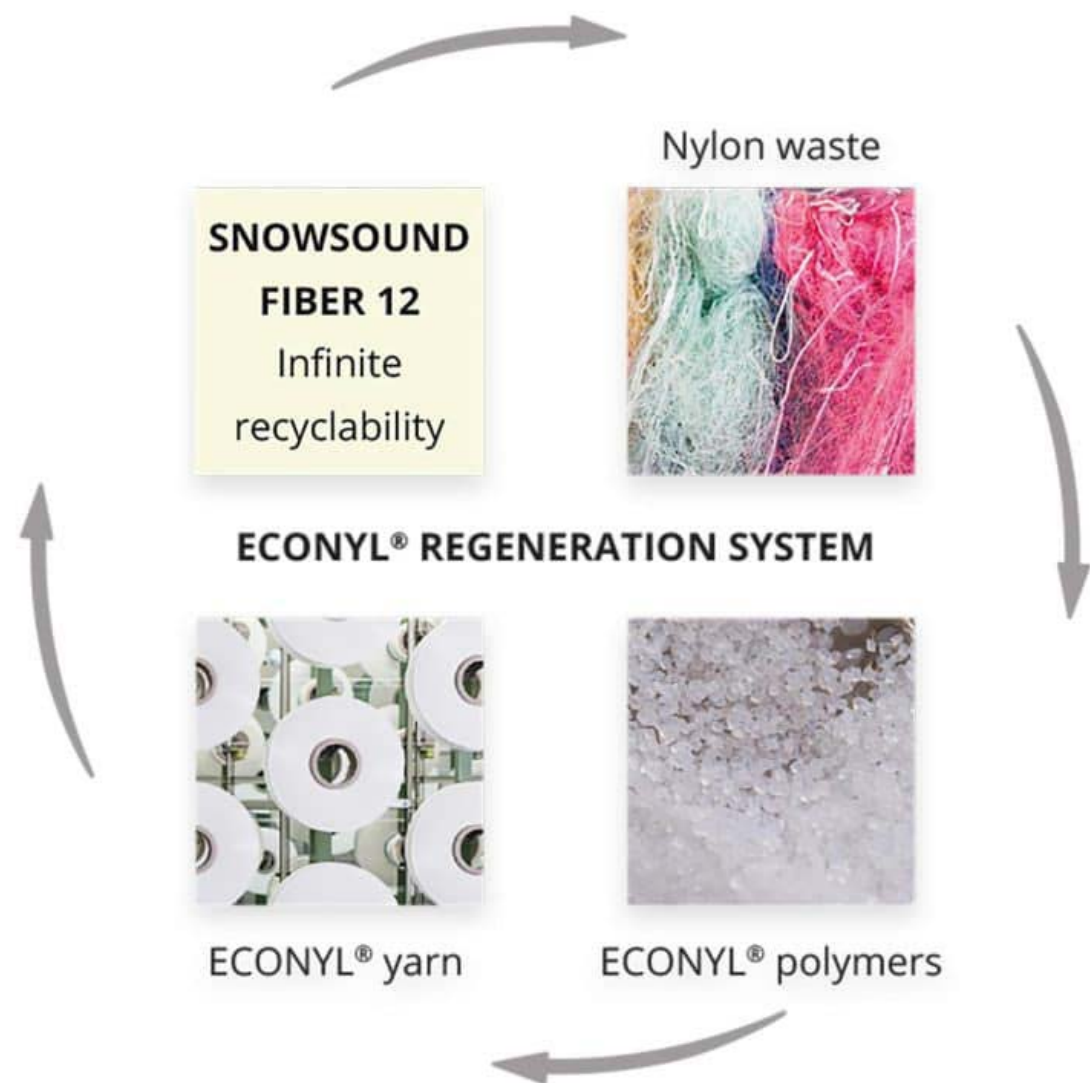 Nylon waste
SNOWSOUND
FIBER 12
Infinite
recyclability
ECONYL® REGENERATION SYSTEM
ECONYL® yarn
ECONYL® polymers